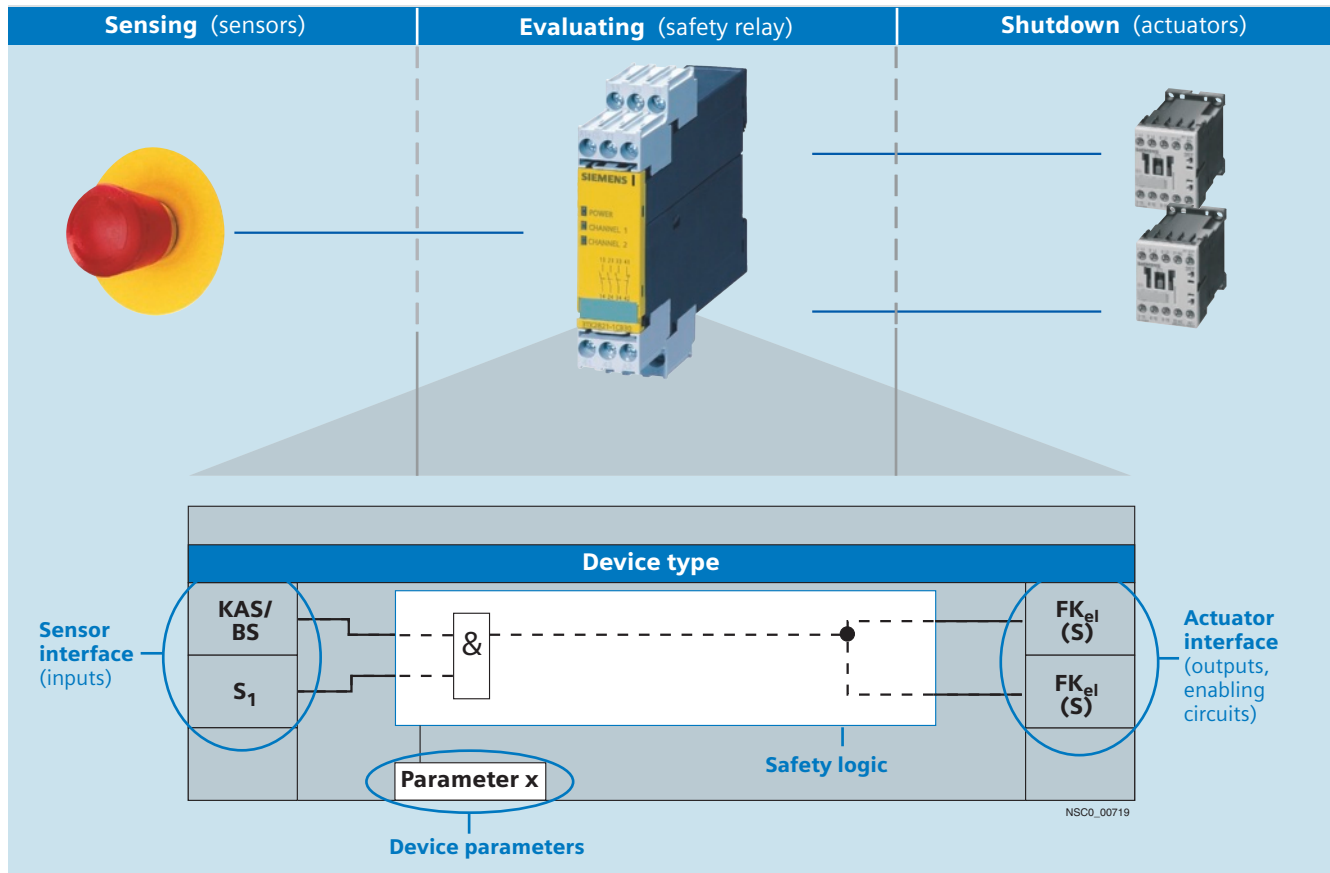 Sensing (sensors)
Evaluating (safety relay)
Shutdown (actuators)
SIEMENS
POWER
CHANNEL 1
CHANNEL 2
Device type
KAS/
BS
S1
&
FKel
(S)
FKel
(S)
Sensor
interface
(inputs)
Actuator
interface
(outputs,
enabling
circuits)
Safety logic
Parameter x
NSC0_00719
Device parameters